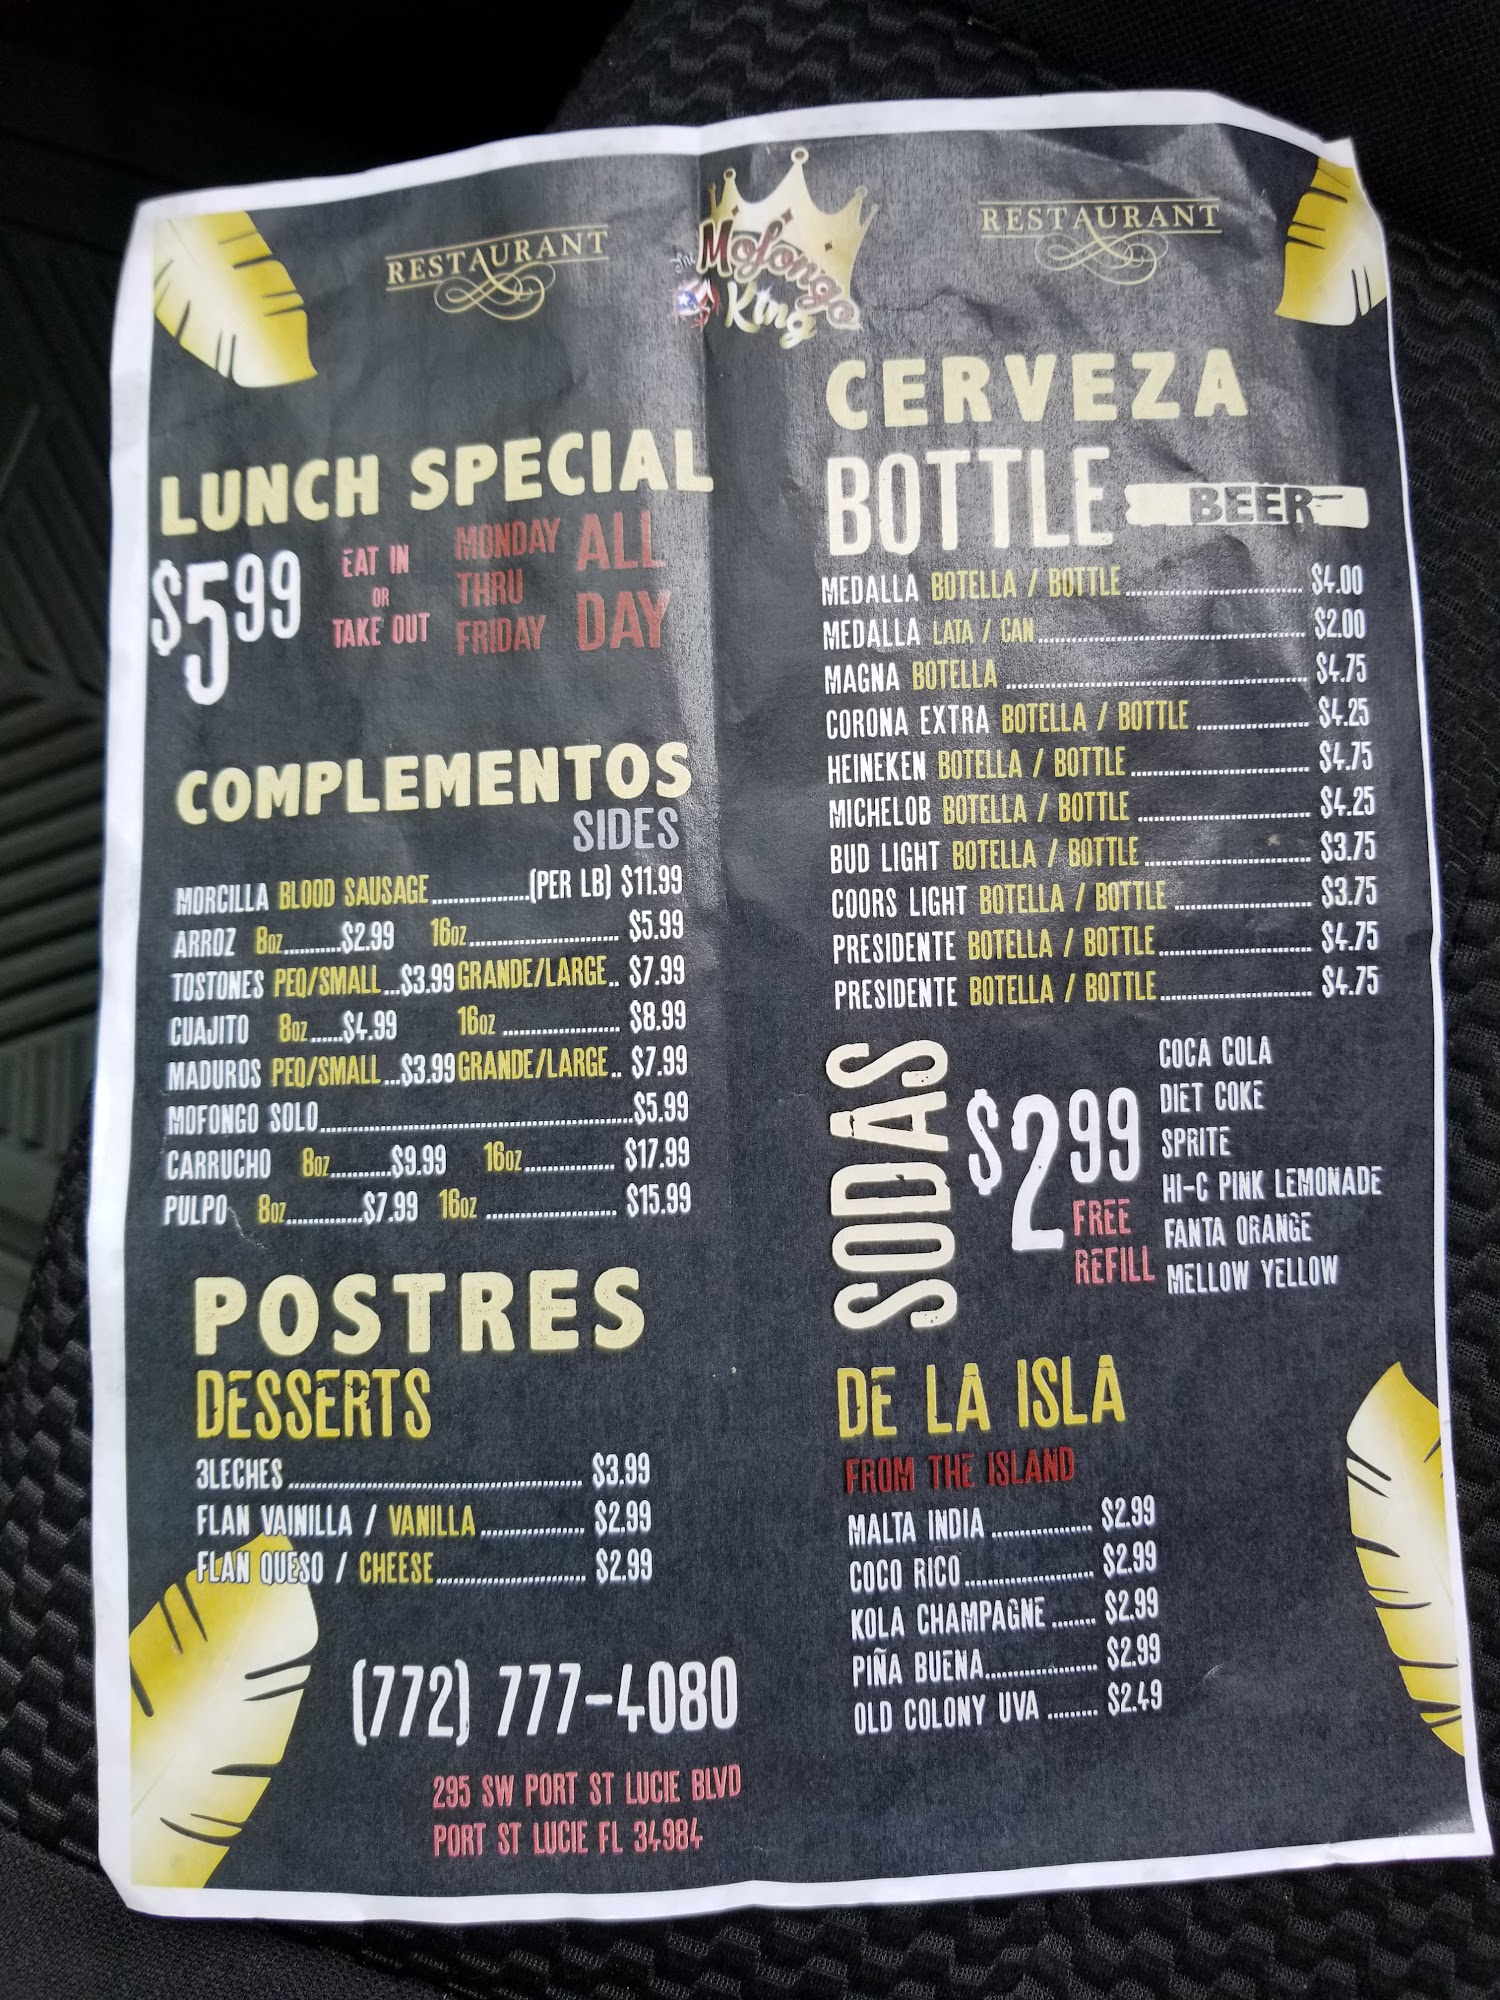 RESTAURANT
The Mofongo King
RESTAURANT
LUNCH SPECIAL
$5.99
EAT IN
OR
TAKE OUT
MONDAY
THRU
FRIDAY
ALL
DAY
COMPLEMENTOS
SIDES
MORCILLA BLOOD SAUSAGE...................(PER LB) $11.99
ARROZ 8oz..........$2.99 16oz............................. $5.99
TOSTONES PEQ/SMALL...$3.99 GRANDE/LARGE.. $7.99
CUAJITO 8oz......$4.99 16oz ....................... $8.99
MADUROS PEQ/SMALL...$3.99 GRANDE/LARGE.. $7.99
MOFONGO SOLO.............................................................$5.99
CARRUCHO 8oz...........$9.99 16oz................. $17.99
PULPO 8oz..............$7.99 16oz ......................... $15.99
POSTRES
DESSERTS
3LECHES......................................................... $3.99
FLAN VAINILLA / VANILLA.................... $2.99
FLAN QUESO / CHEESE............................. $2.99
(772) 777-4080
295 SW PORT ST LUCIE BLVD
PORT ST LUCIE FL 34984
CERVEZA
BOTTLE BEER
MEDALLA BOTELLA / BOTTLE.................................. $4.00
MEDALLA LATA / CAN.................................................... $2.00
MAGNA BOTELLA ........................................................... $4.75
CORONA EXTRA BOTELLA / BOTTLE ..................... $4.25
HEINEKEN BOTELLA / BOTTLE................................... $4.75
MICHELOB BOTELLA / BOTTLE ................................. $4.25
BUD LIGHT BOTELLA / BOTTLE................................ $3.75
COORS LIGHT BOTELLA / BOTTLE .......................... $3.75
PRESIDENTE BOTELLA / BOTTLE............................. $4.75
PRESIDENTE BOTELLA / BOTTLE............................. $4.75
SODAS
$2.99
FREE
REFILL
COCA COLA
DIET COKE
SPRITE
HI-C PINK LEMONADE
FANTA ORANGE
MELLOW YELLOW
DE LA ISLA
FROM THE ISLAND
MALTA INDIA ................... $2.99
COCO RICO........................ $2.99
KOLA CHAMPAGNE........ $2.99
PIÑA BUENA..................... $2.99
OLD COLONY UVA ......... $2.49